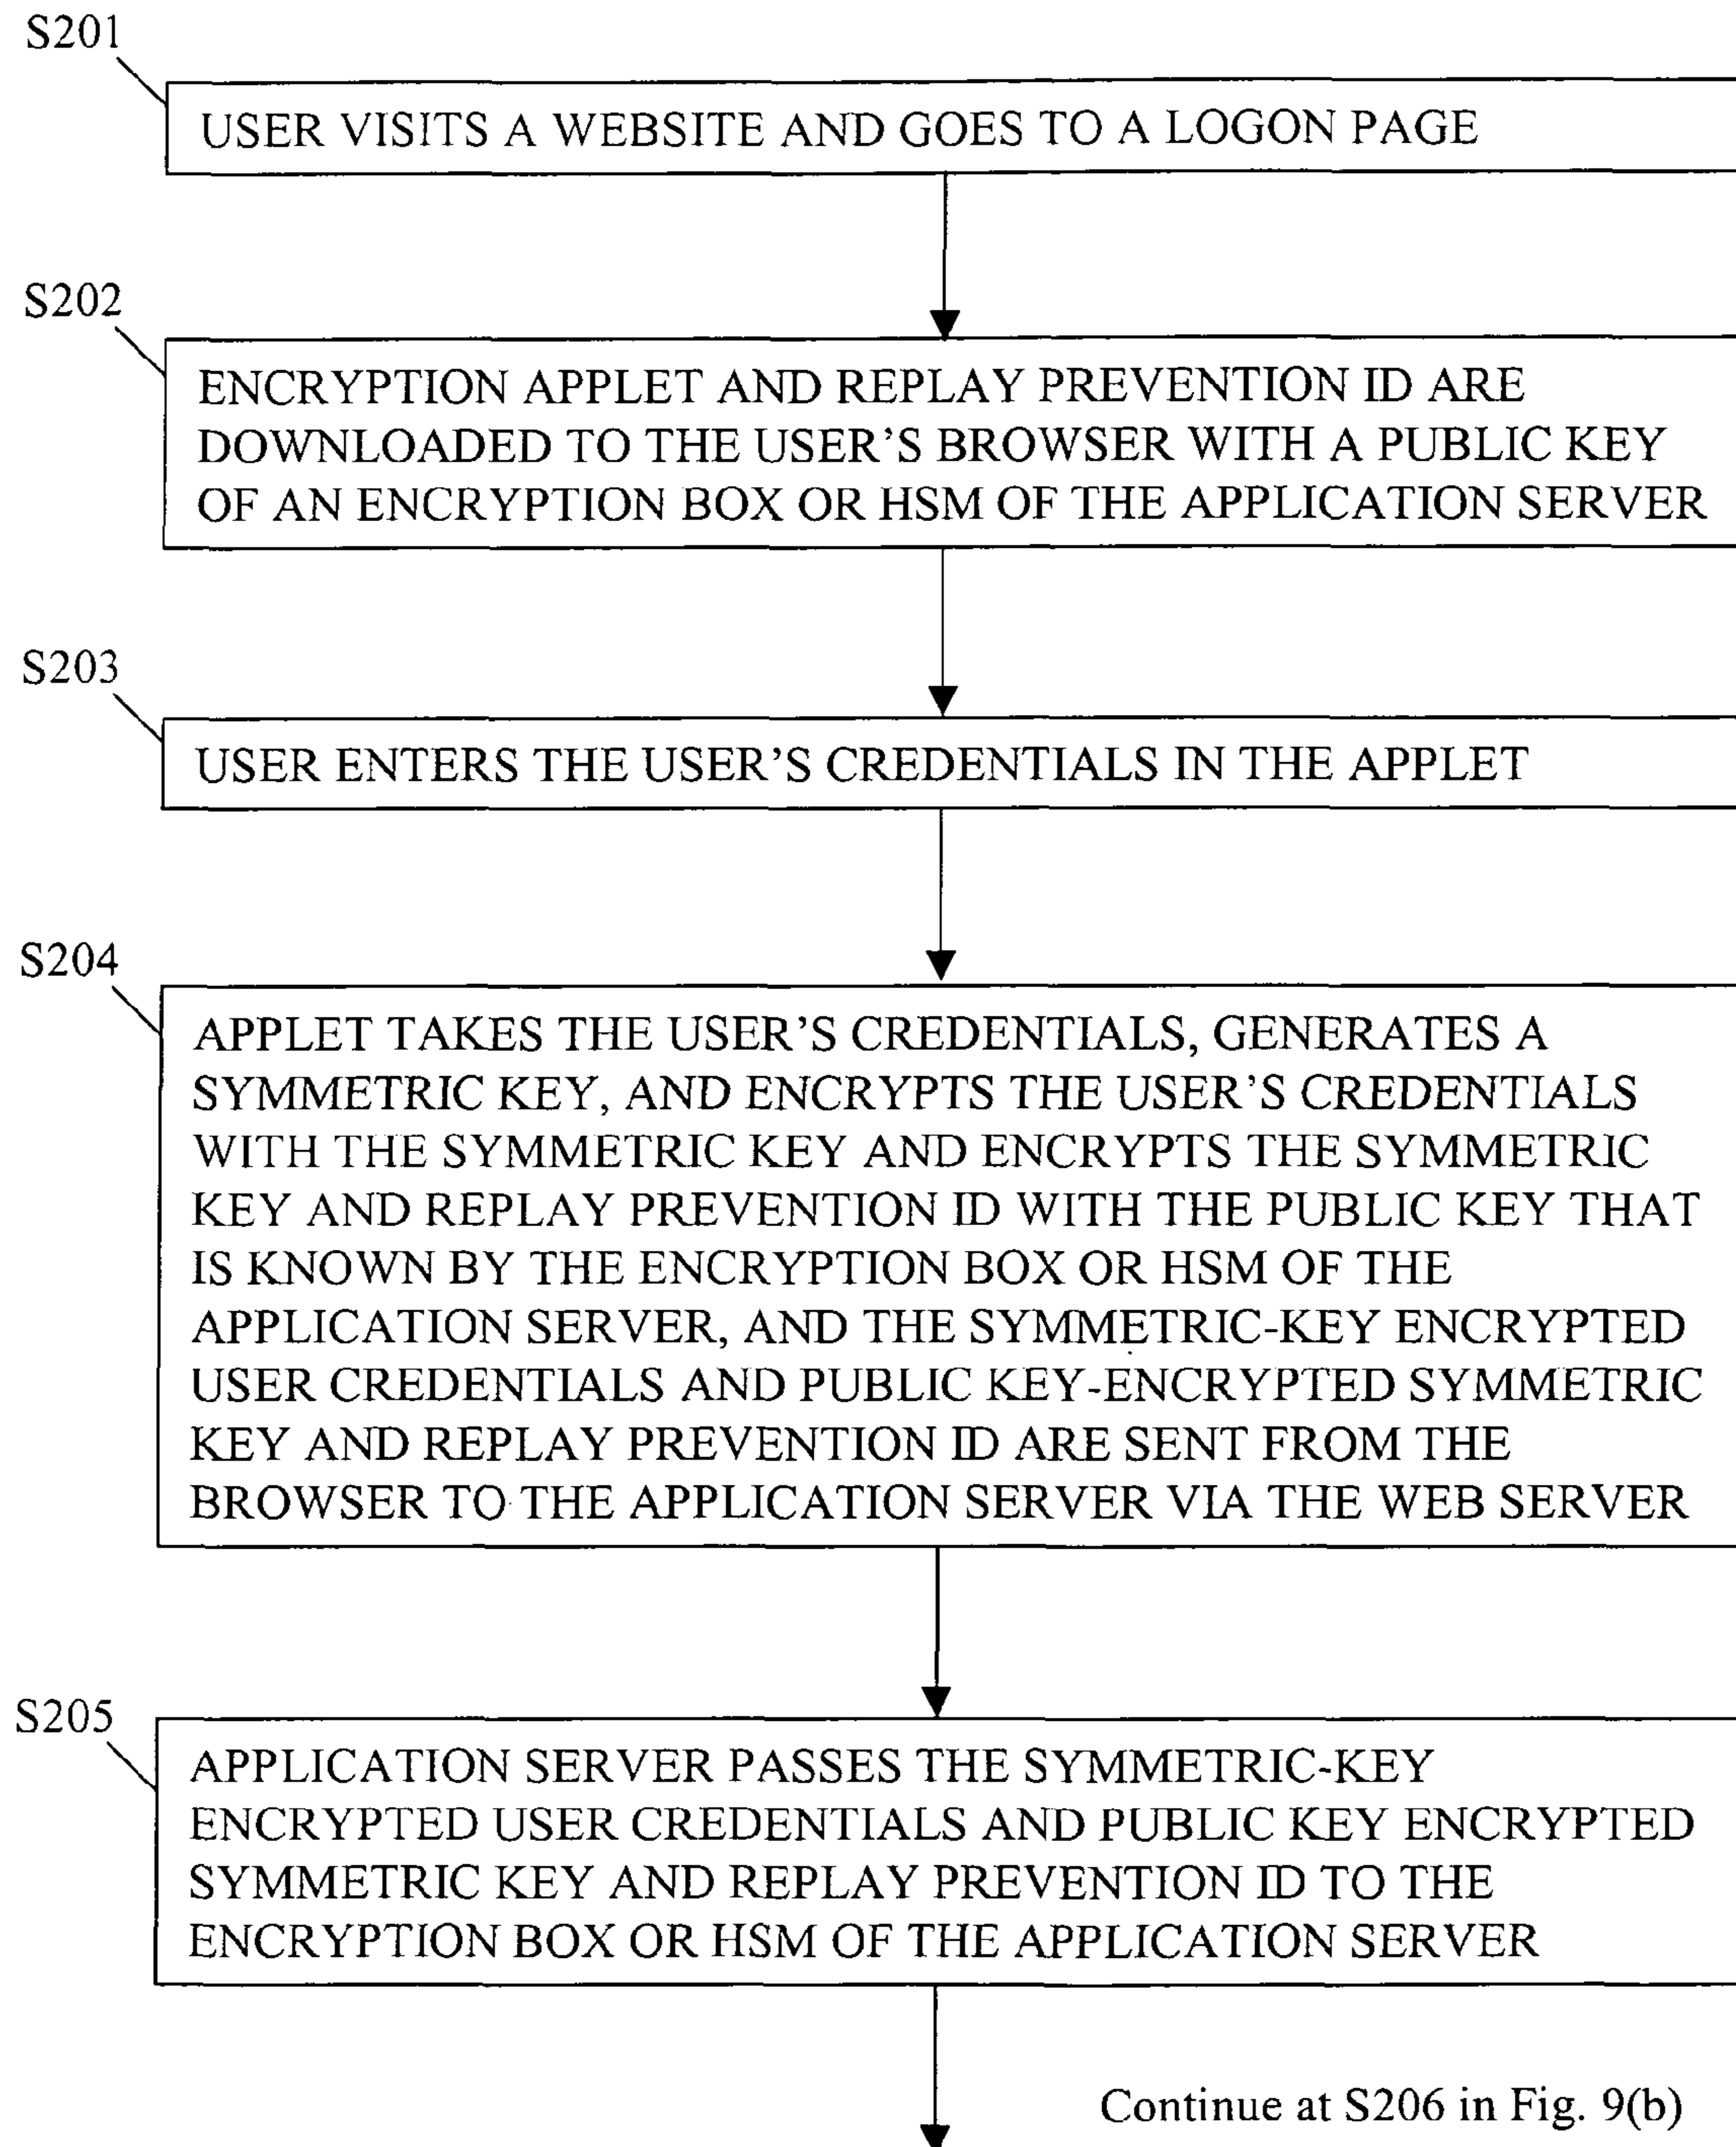 S201
USER VISITS A WEBSITE AND GOES TO A LOGON PAGE
S202
ENCRYPTION APPLET AND REPLAY PREVENTION ID ARE
DOWNLOADED TO THE USER'S BROWSER WITH A PUBLIC KEY
OF AN ENCRYPTION BOX OR HSM OF THE APPLICATION SERVER
S203
USER ENTERS THE USER'S CREDENTIALS IN THE APPLET
S204
APPLET TAKES THE USER'S CREDENTIALS, GENERATES A
SYMMETRIC KEY, AND ENCRYPTS THE USER'S CREDENTIALS
WITH THE SYMMETRIC KEY AND ENCRYPTS THE SYMMETRIC
KEY AND REPLAY PREVENTION ID WITH THE PUBLIC KEY THAT
IS KNOWN BY THE ENCRYPTION BOX OR HSM OF THE
APPLICATION SERVER, AND THE SYMMETRIC-KEY ENCRYPTED
USER CREDENTIALS AND PUBLIC KEY-ENCRYPTED SYMMETRIC
KEY AND REPLAY PREVENTION ID ARE SENT FROM THE
BROWSER TO THE APPLICATION SERVER VIA THE WEB SERVER
S205
APPLICATION SERVER PASSES THE SYMMETRIC-KEY
ENCRYPTED USER CREDENTIALS AND PUBLIC KEY ENCRYPTED
SYMMETRIC KEY AND REPLAY PREVENTION ID TO THE
ENCRYPTION BOX OR HSM OF THE APPLICATION SERVER
Continue at S206 in Fig. 9(b)